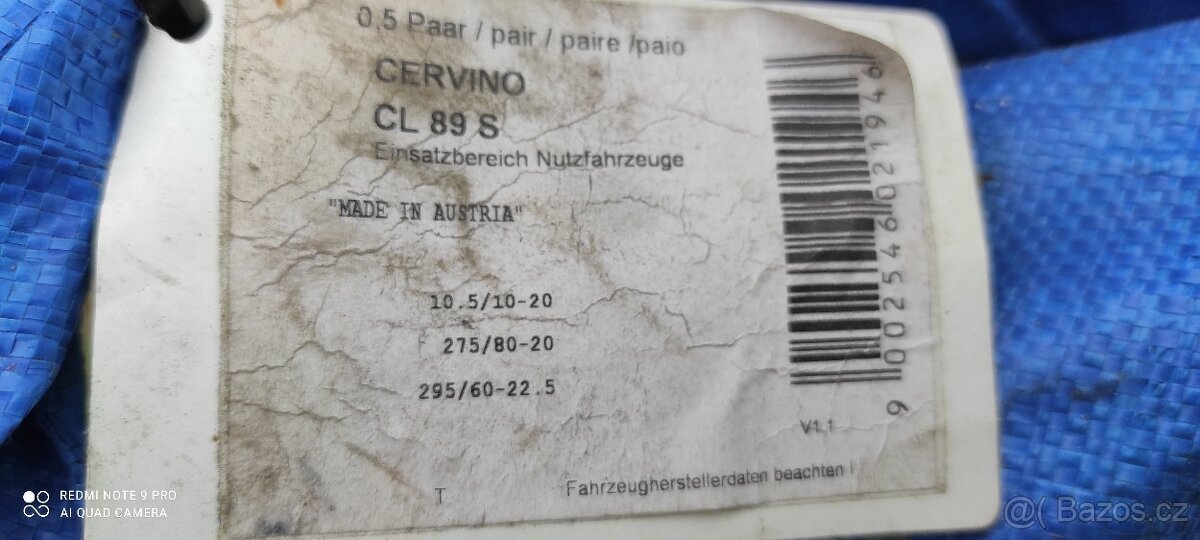 0,5 Paar / pair / paire /paio
CERVINO
CL 89 S
Einsatzbereich Nutzfahrzeuge
"MADE IN AUSTRIA"
10.5/10-20
275/80-20
295/60-22.5
9002546021946
V1.1
T
Fahrzeugherstellerdaten beachten !
REDMI NOTE 9 PRO
AI QUAD CAMERA
@( Bazos.cz